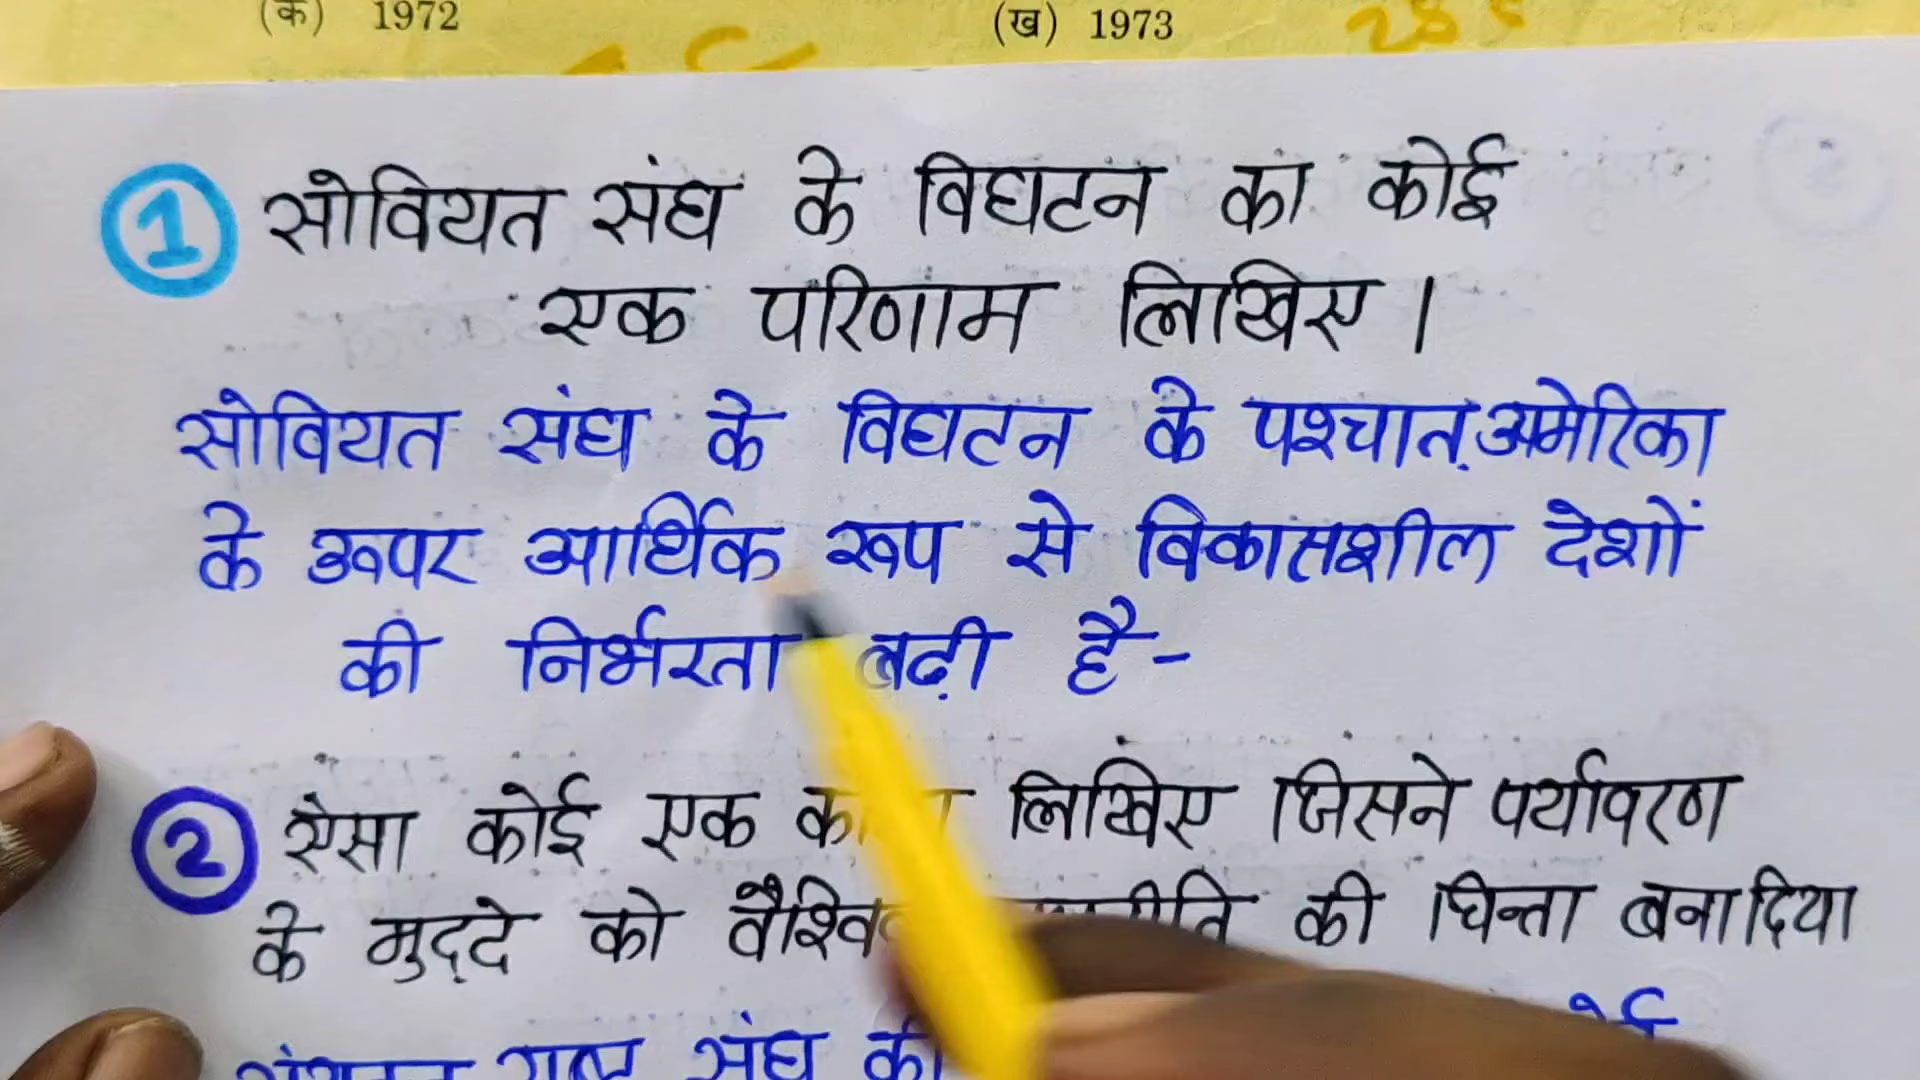 (क) 1972 (ख) 1973
1 सोवियत संघ के विघटन का कोई
एक परिणाम लिखिए।
सोवियत संघ के विघटन के पश्चात् अमेरिका
के ऊपर आर्थिक रूप से विकासशील देशों
की निर्भरता बढ़ी है-
2 ऐसा कोई एक लिखिए जिसने पर्यावरण
के मुद्दे को की चिन्ता बना दिया
संघ की